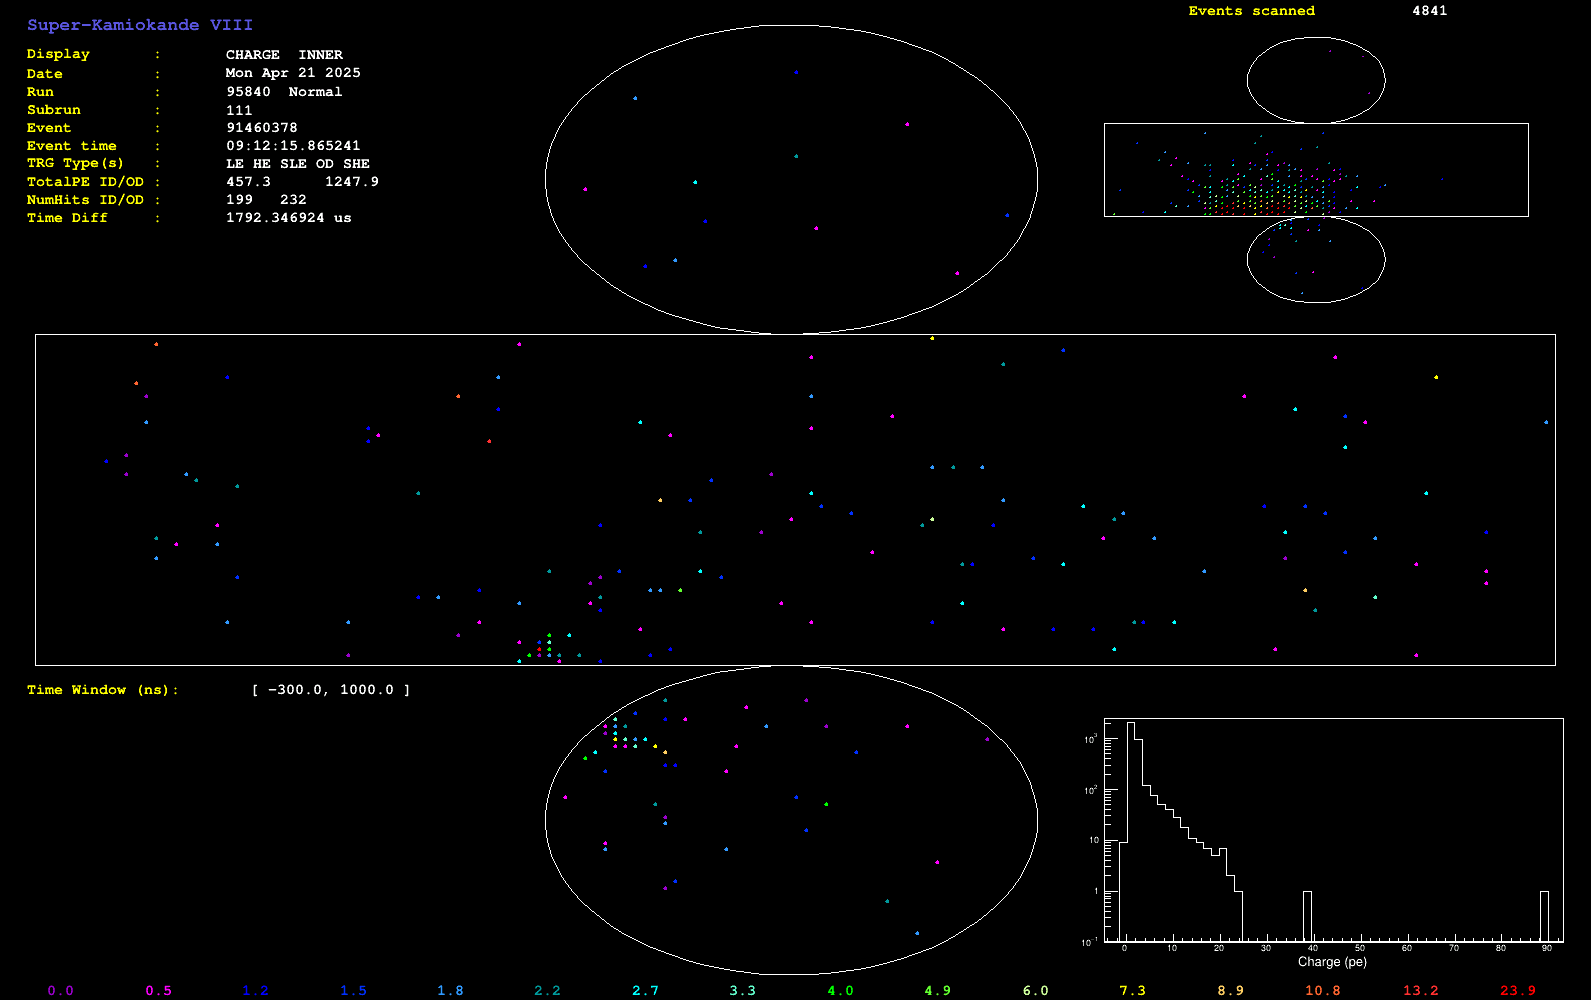 Super-Kamiokande VIII
Events scanned 4841
Display : CHARGE INNER
Date : Mon Apr 21 2025
Run : 95840 Normal
Subrun : 111
Event : 91460378
Event time : 09:12:15.865241
TRG Type(s) : LE HE SLE OD SHE
TotalPE ID/OD : 457.3 1247.9
NumHits ID/OD : 199 232
Time Diff : 1792.346924 us
Time Window (ns): [ -300.0, 1000.0 ]
10³
10²
10
1
10⁻¹
0 10 20 30 40 50 60 70 80 90
Charge (pe)
0.0 0.5 1.2 1.5 1.8 2.2 2.7 3.3 4.0 4.9 6.0 7.3 8.9 10.8 13.2 23.9